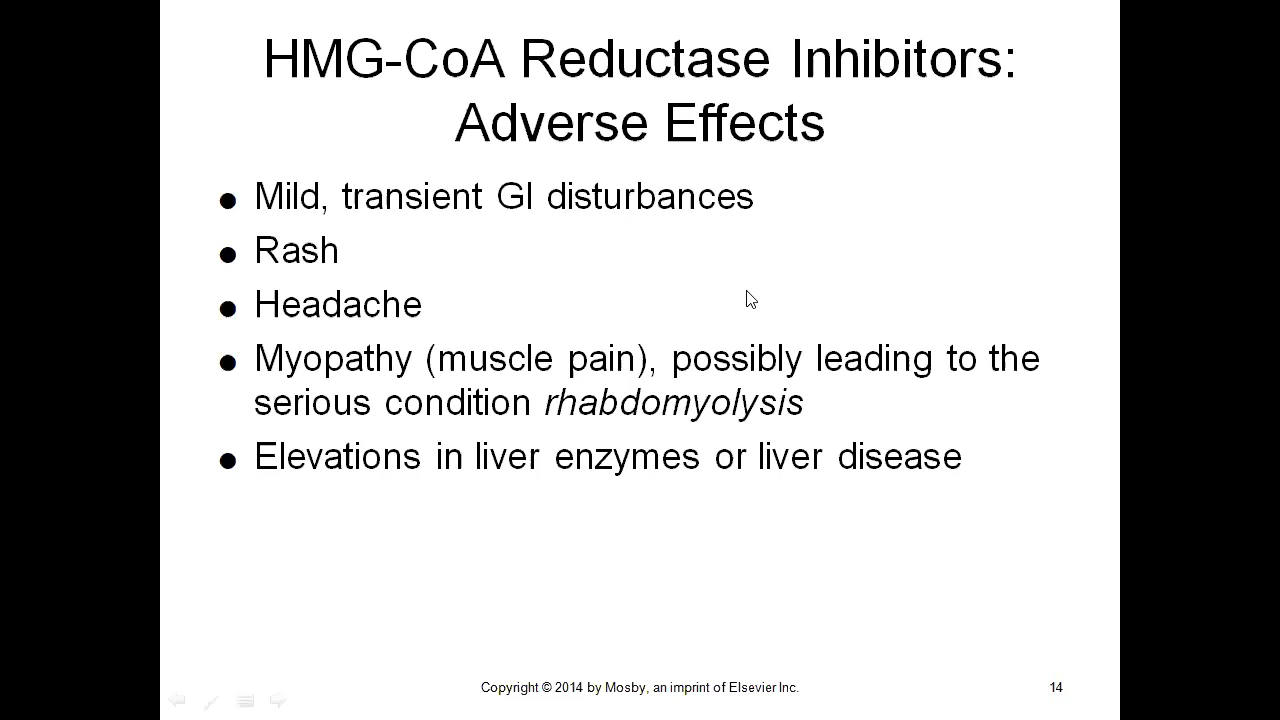 HMG-CoA Reductase Inhibitors:
Adverse Effects
● Mild, transient GI disturbances
● Rash
● Headache
● Myopathy (muscle pain), possibly leading to the
serious condition rhabdomyolysis
● Elevations in liver enzymes or liver disease
Copyright © 2014 by Mosby, an imprint of Elsevier Inc.
14